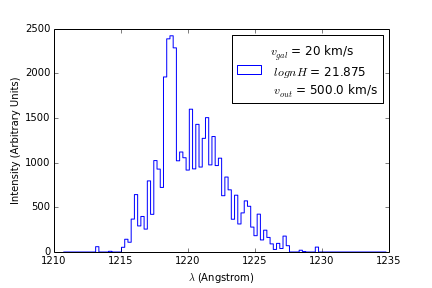 2500
2000
1500
1000
500
0
Intensity (Arbitrary Units)
v_gal = 20 km/s
lognH = 21.875
v_out = 500.0 km/s
1210 1215 1220 1225 1230 1235
λ (Angstrom)